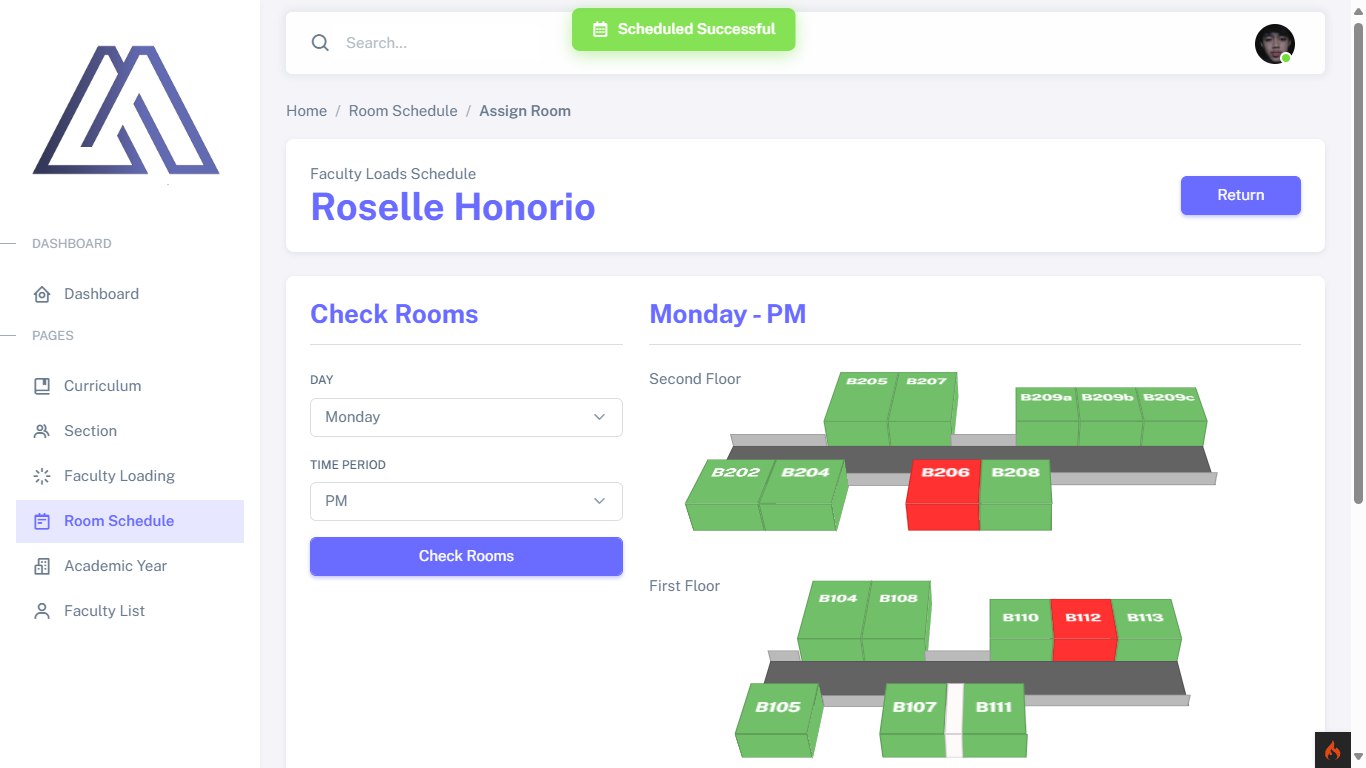 Scheduled Successful
Search...
Home / Room Schedule / Assign Room
Faculty Loads Schedule
Roselle Honorio
Return
DASHBOARD
Dashboard
PAGES
Curriculum
Section
Faculty Loading
Room Schedule
Academic Year
Faculty List
Check Rooms
DAY
Monday
TIME PERIOD
PM
Check Rooms
Monday - PM
Second Floor
B205 B207
B209a B209b B209c
B202 B204 B206 B208
First Floor
B104 B108
B110 B112 B113
B105 B107 B111